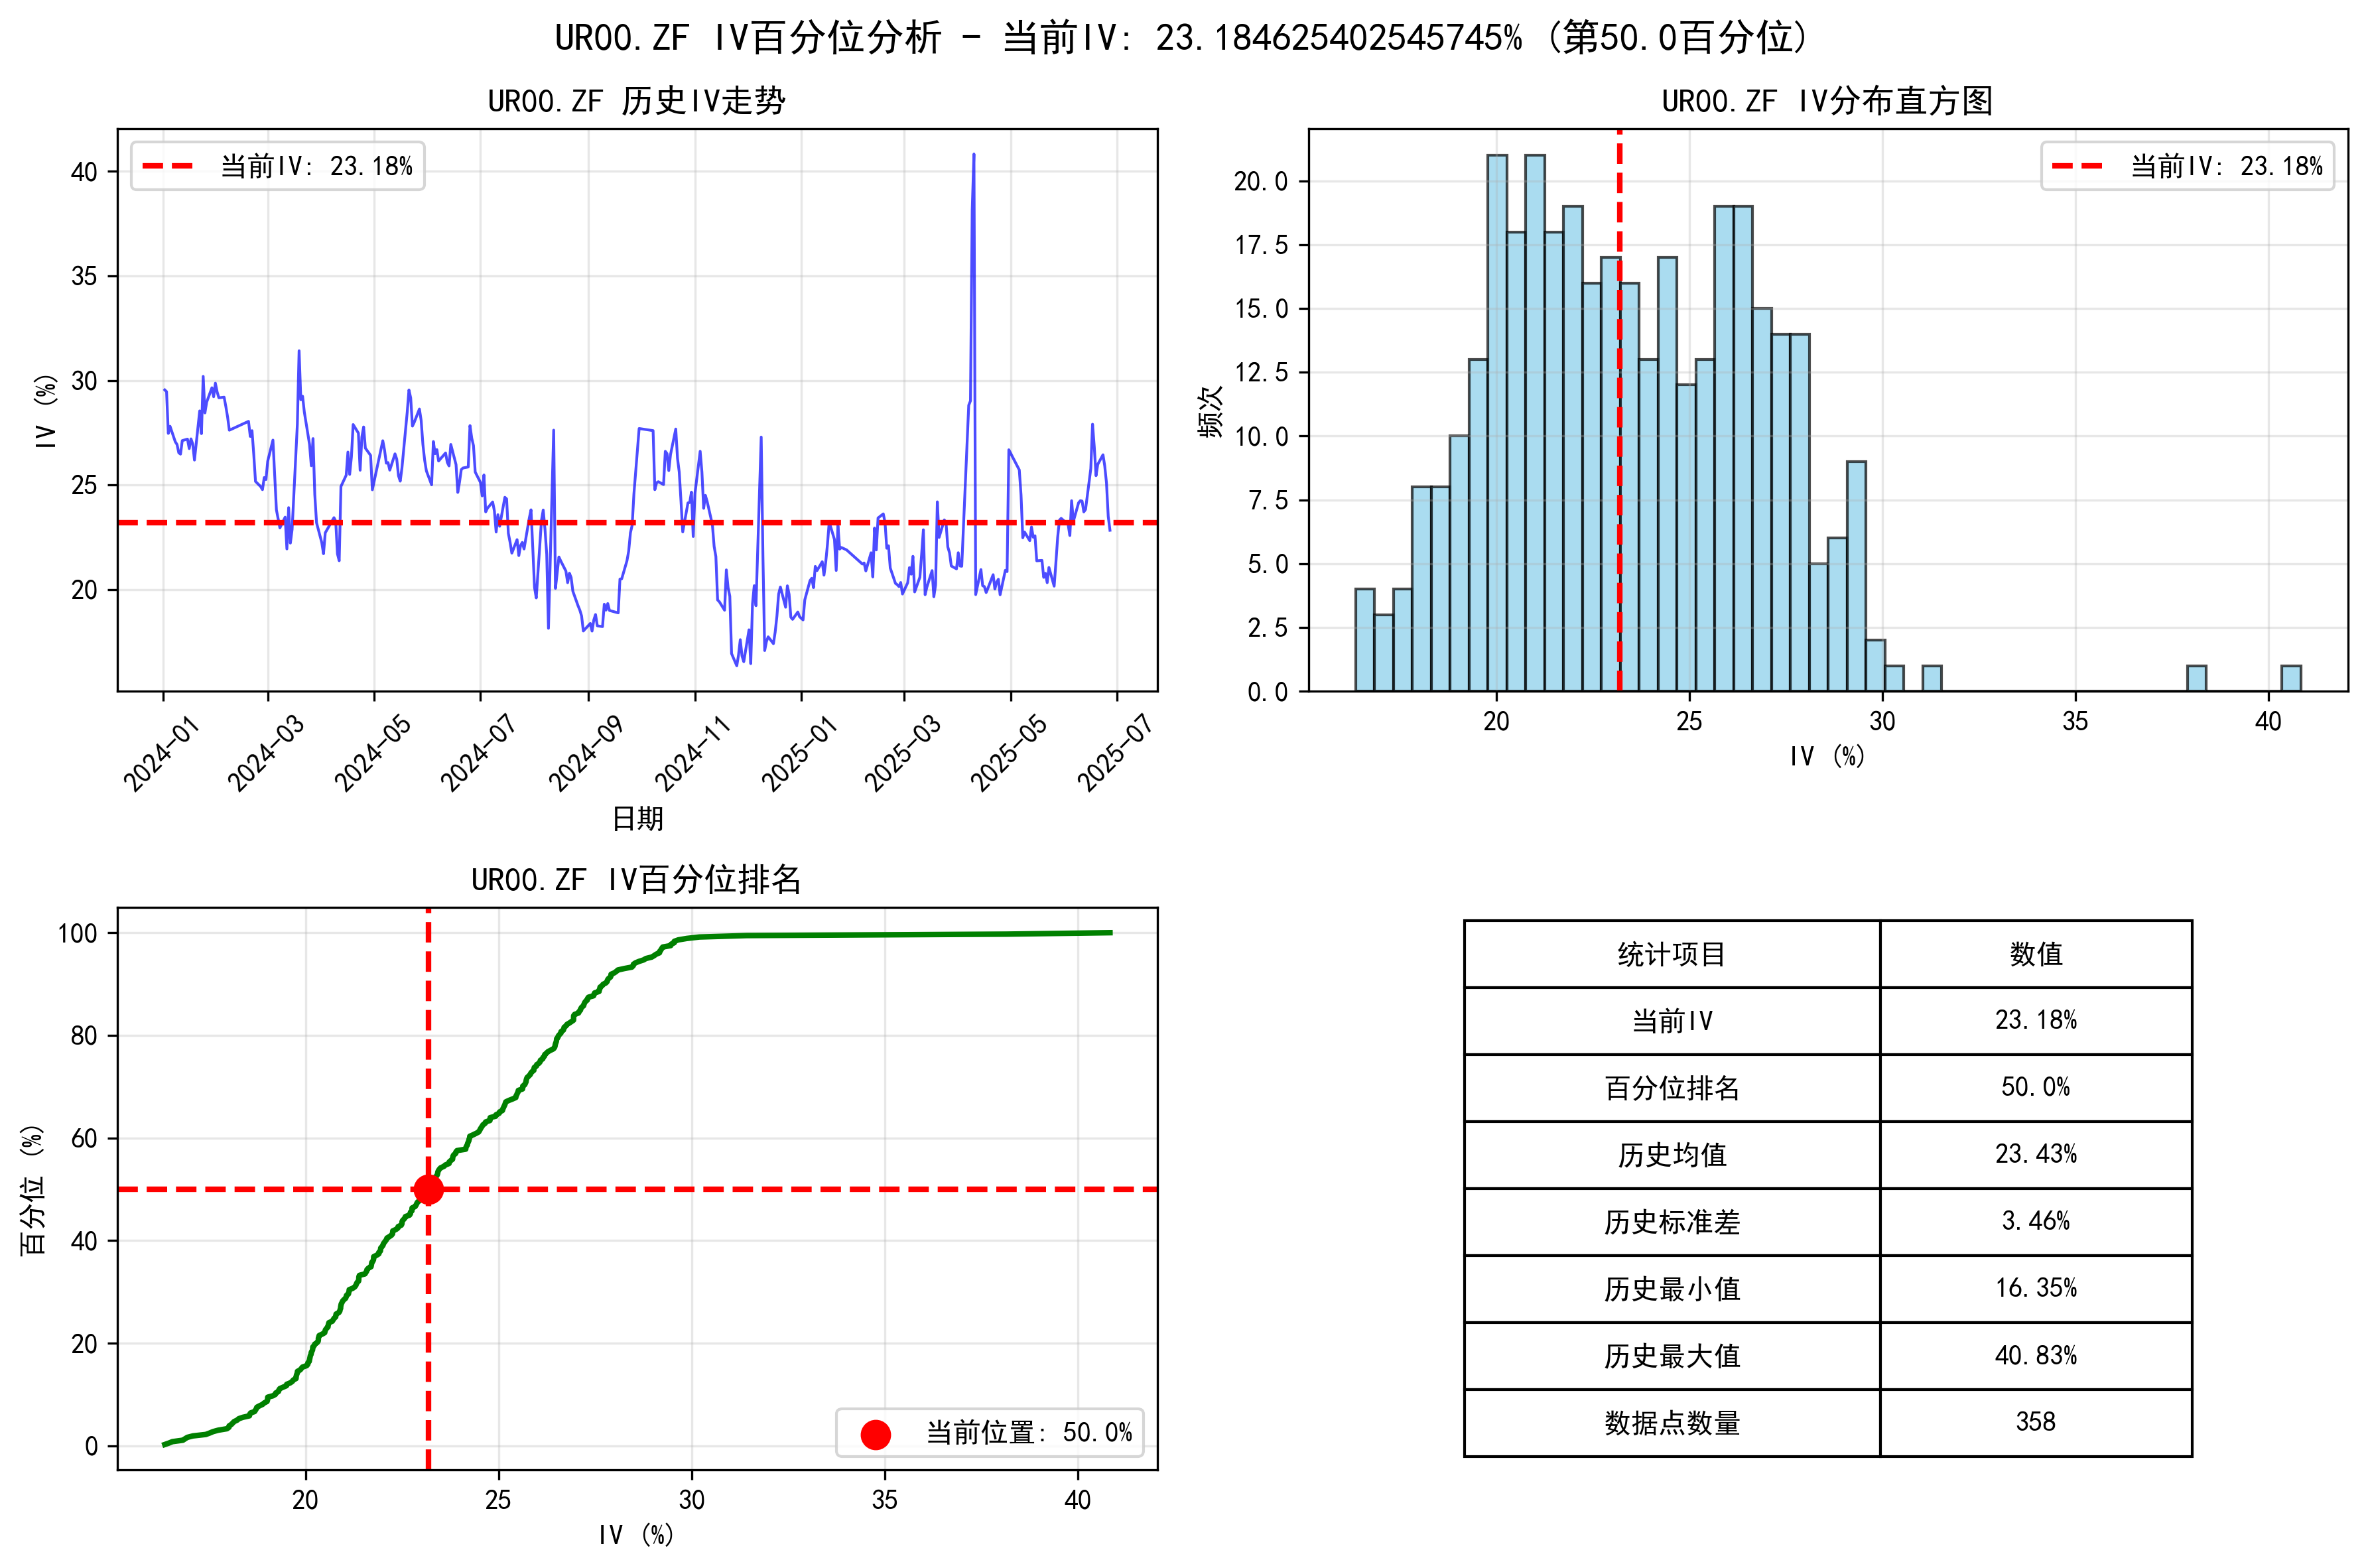 UR00.ZF IV百分位分析 - 当前IV: 23.184625402545745% (第50.0百分位)
UR00.ZF 历史IV走势
当前IV: 23.18%
IV (%)
40
35
30
25
20
2024-01
2024-03
2024-05
2024-07
2024-09
2024-11
2025-01
2025-03
2025-05
2025-07
日期
UR00.ZF IV分布直方图
当前IV: 23.18%
频次
20.0
17.5
15.0
12.5
10.0
7.5
5.0
2.5
0.0
20 25 30 35 40
IV (%)
UR00.ZF IV百分位排名
百分位 (%)
100
80
60
40
20
0
当前位置: 50.0%
20 25 30 35 40
IV (%)
统计项目 数值
当前IV 23.18%
百分位排名 50.0%
历史均值 23.43%
历史标准差 3.46%
历史最小值 16.35%
历史最大值 40.83%
数据点数量 358